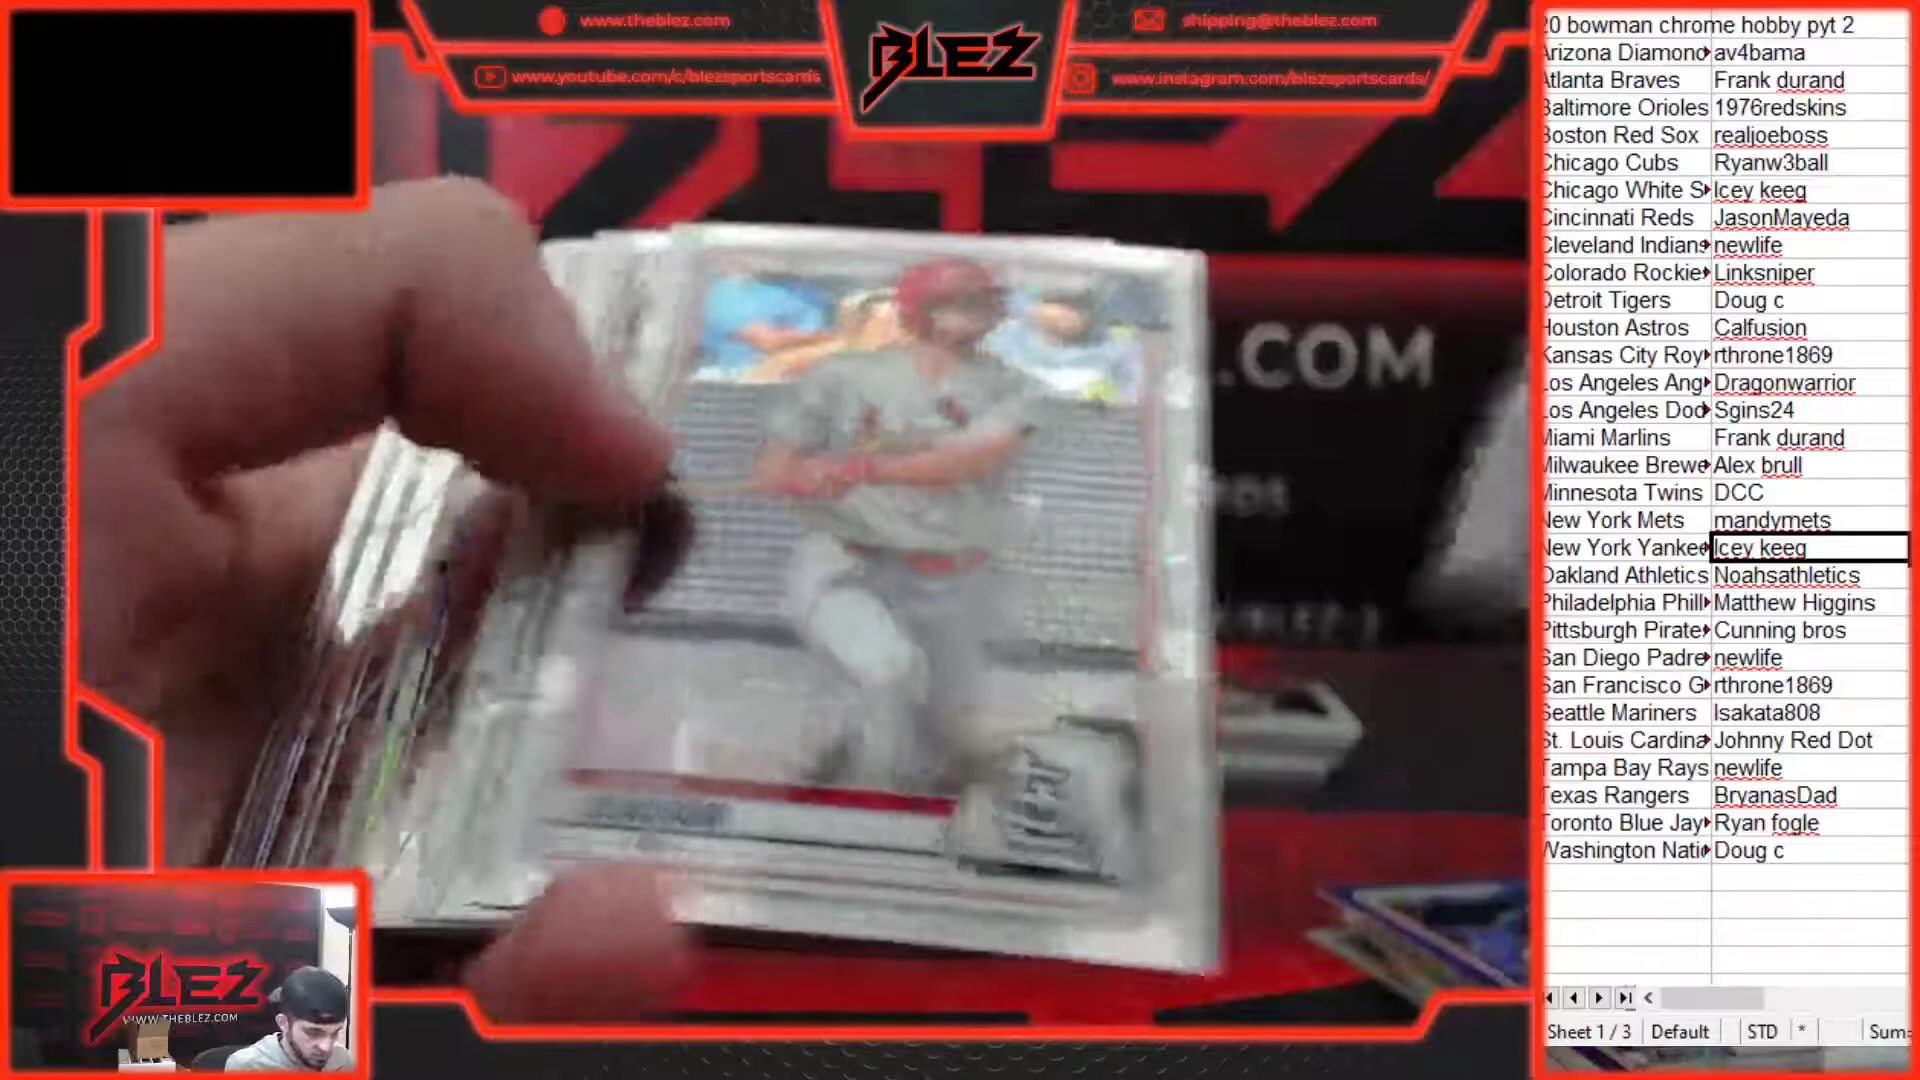 www.theblez.com
shipping@theblez.com
BLEZ
www.youtube.com/c/blezsportscards
www.instagram.com/blezsportscards/
.COM
20 bowman chrome hobby pyt 2
Arizona Diamond av4bama
Atlanta Braves Frank durand
Baltimore Orioles 1976redskins
Boston Red Sox realjoeboss
Chicago Cubs Ryanw3ball
Chicago White S Icey keeg
Cincinnati Reds JasonMayeda
Cleveland Indians newlife
Colorado Rockie Linksniper
Detroit Tigers Doug c
Houston Astros Calfusion
Kansas City Roy rthrone1869
Los Angeles Ang Dragonwarrior
Los Angeles Dod Sgins24
Miami Marlins Frank durand
Milwaukee Brewe Alex brull
Minnesota Twins DCC
New York Mets mandymets
New York Yankee Icey keeg
Oakland Athletics Noahsathletics
Philadelphia Phill Matthew Higgins
Pittsburgh Pirate Cunning bros
San Diego Padre newlife
San Francisco G rthrone1869
Seattle Mariners Isakata808
St. Louis Cardina Johnny Red Dot
Tampa Bay Rays newlife
Texas Rangers BryanasDad
Toronto Blue Jay Ryan fogle
Washington Nati Doug c
Sheet 1 / 3 Default STD * Sum=
BLEZ
WWW.THEBLEZ.COM